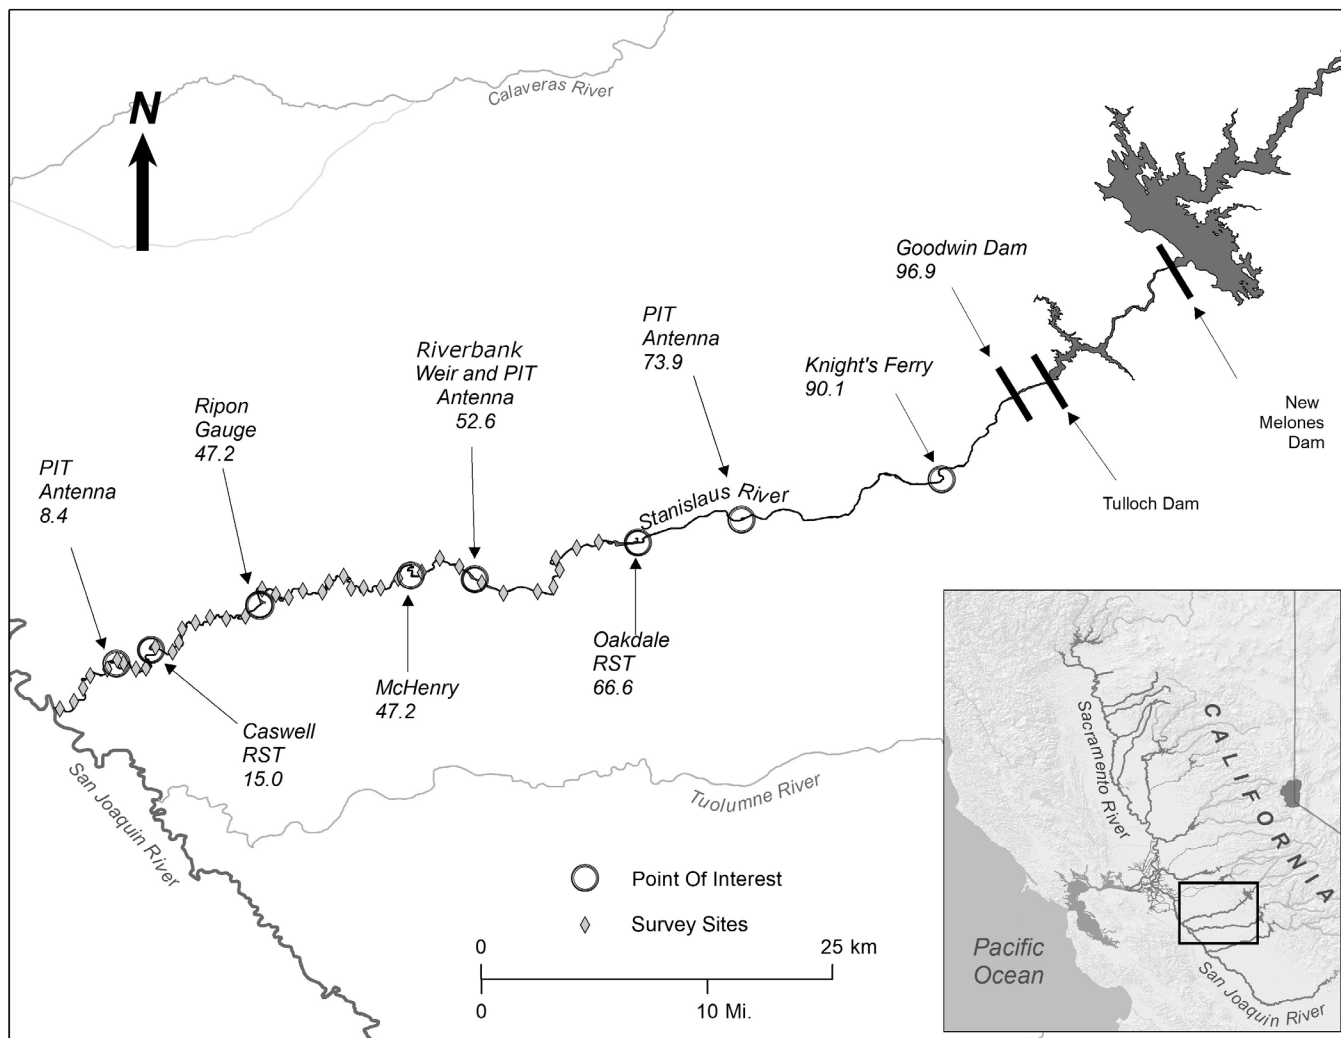 Calaveras River
N
Goodwin Dam
96.9
PIT
Antenna
73.9
Riverbank
Weir and PIT
Antenna
52.6
Knight's Ferry
90.1
New
Melones
Dam
Ripon
Gauge
47.2
PIT
Antenna
8.4
Stanislaus River
Tulloch Dam
Oakdale
RST
66.6
McHenry
47.2
Caswell
RST
15.0
San Joaquin River
Tuolumne River
Point Of Interest
Survey Sites
0
25 km
0
10 Mi.
Sacramento River
CALIFORNIA
Pacific
Ocean
San Joaquin River